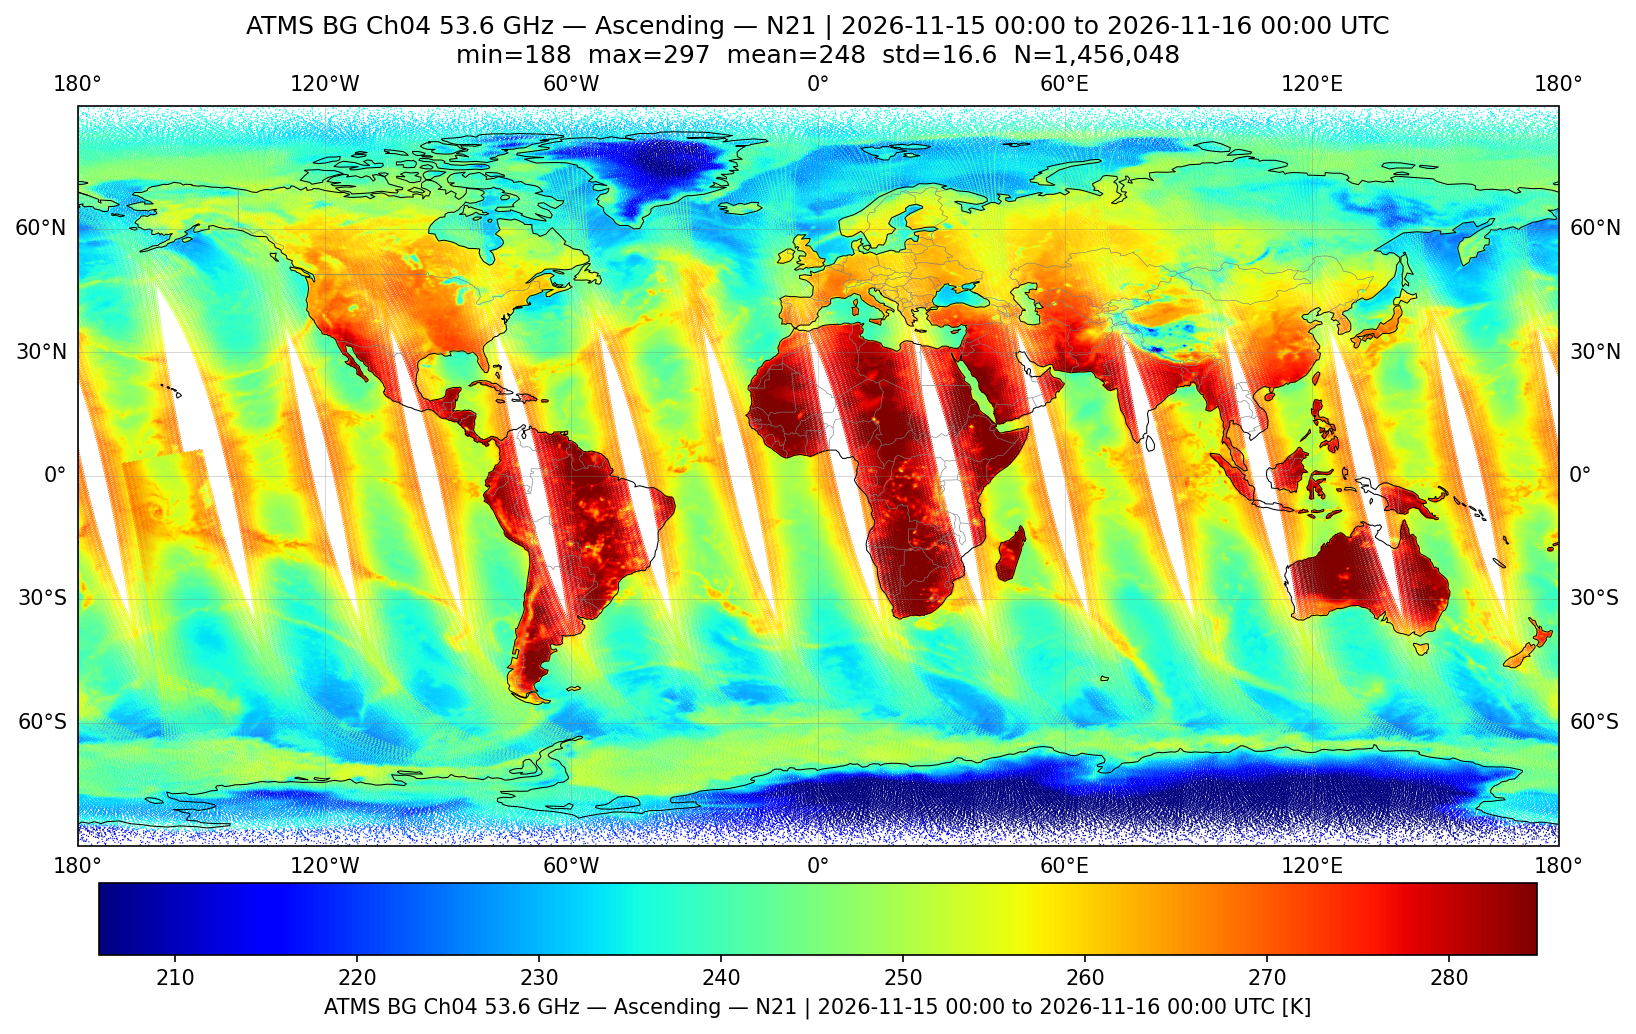 ATMS BG Ch04 53.6 GHz — Ascending — N21 | 2026-11-15 00:00 to 2026-11-16 00:00 UTC
min=188  max=297  mean=248  std=16.6  N=1,456,048
180° 120°W 60°W 0° 60°E 120°E 180°
60°N 60°N
30°N 30°N
0° 0°
30°S 30°S
60°S 60°S
180° 120°W 60°W 0° 60°E 120°E 180°
210 220 230 240 250 260 270 280
ATMS BG Ch04 53.6 GHz — Ascending — N21 | 2026-11-15 00:00 to 2026-11-16 00:00 UTC [K]